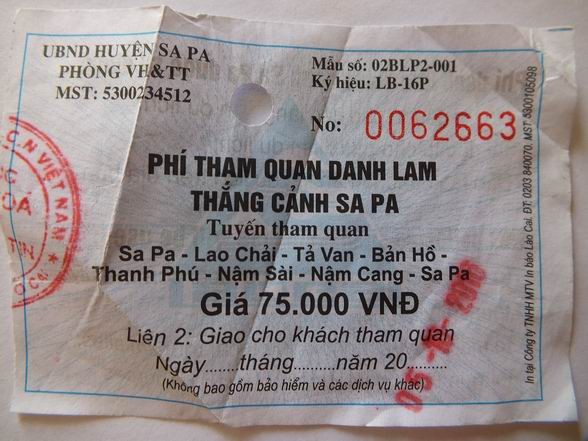 UBND HUYỆN SA PA
PHÒNG VH&TT
MST: 5300234512
Mẫu số: 02BLP2-001
Ký hiệu: LB-16P
No: 0062663
PHÍ THAM QUAN DANH LAM
THẮNG CẢNH SA PA
Tuyến tham quan
Sa Pa - Lao Chải - Tả Van - Bản Hồ -
Thanh Phú - Nậm Sài - Nậm Cang - Sa Pa
Giá 75.000 VNĐ
Liên 2: Giao cho khách tham quan
Ngày........tháng..........năm 20..........
(Không bao gồm bảo hiểm và các dịch vụ khác)
In tại Công ty TNHH MTV In báo Lao Cai. ĐT: 0203 840070. MST 5300105098
VIỆT NAM